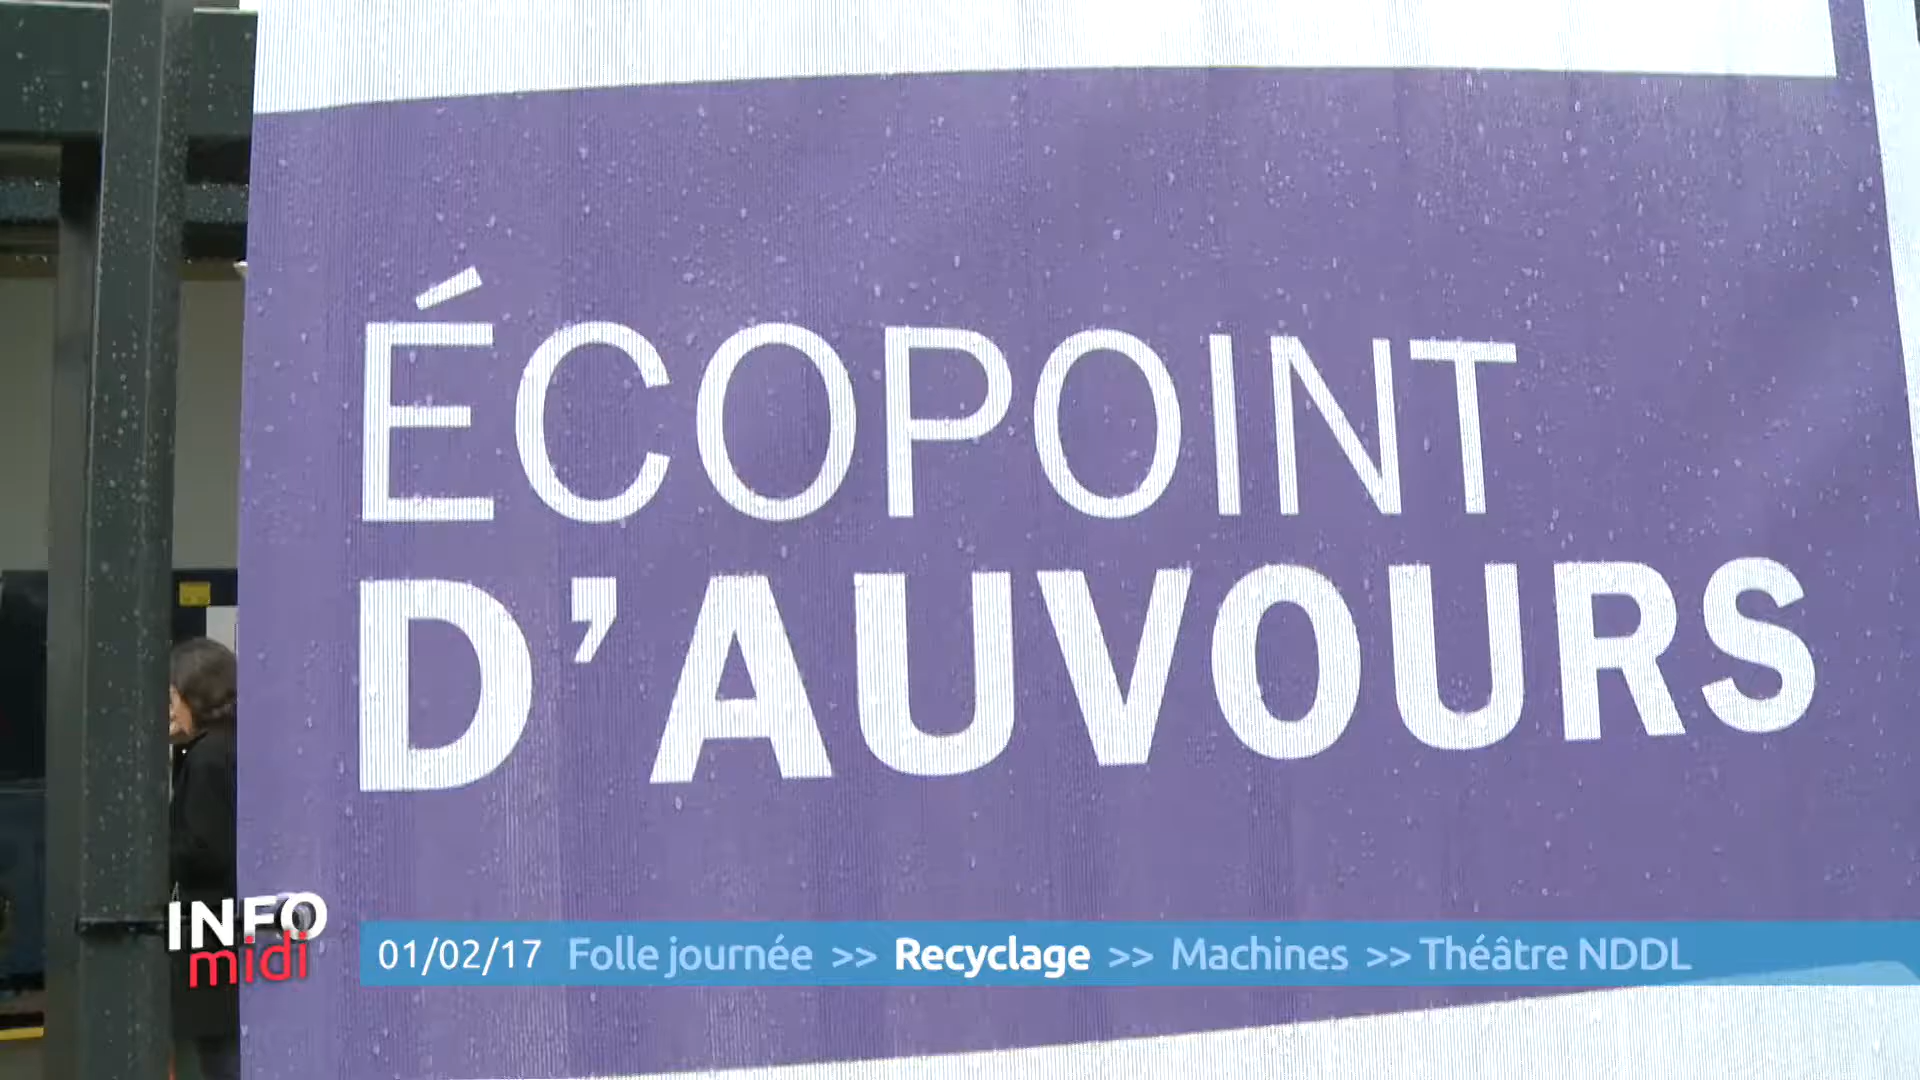 ÉCOPOINT
D'AUVOURS
INFO
midi
01/02/17 Folle journée >> Recyclage >> Machines >> Théâtre NDDL